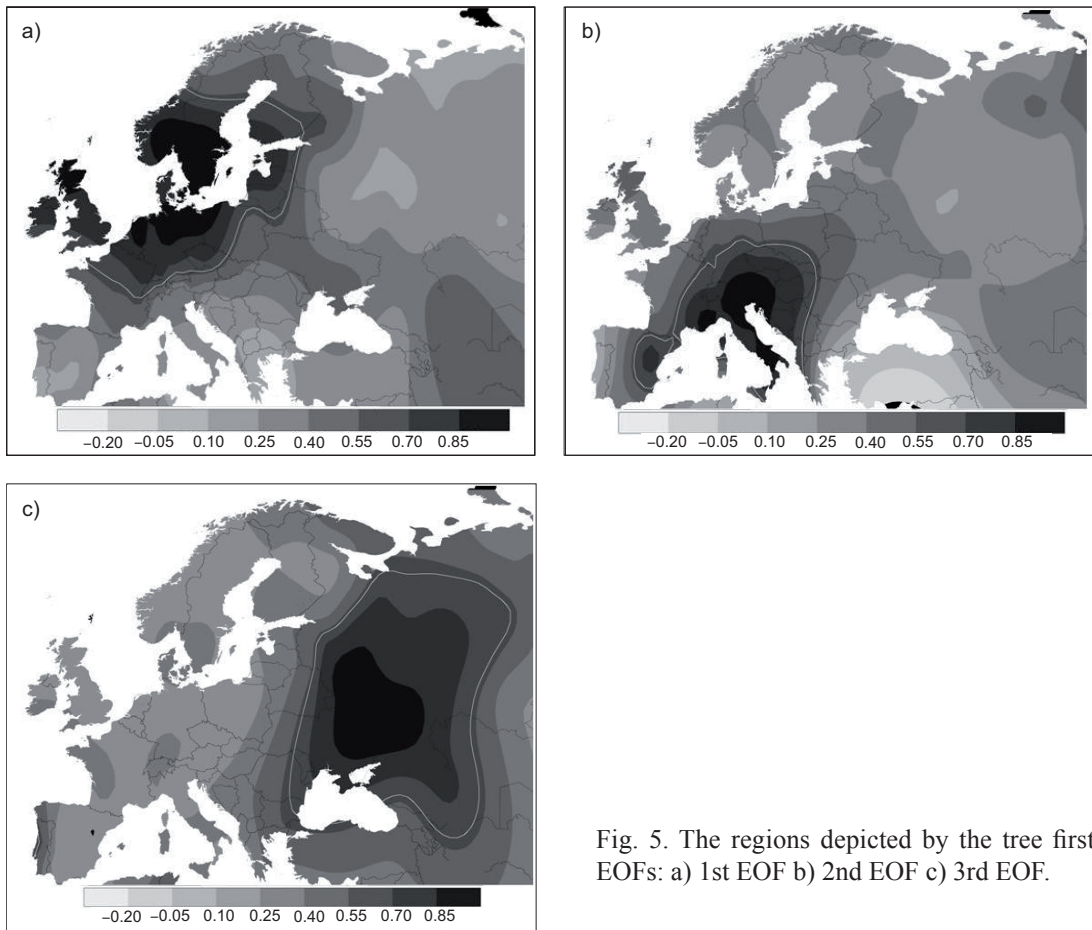 a)
b)
−0.20 −0.05 0.10 0.25 0.40 0.55 0.70 0.85
−0.20 −0.05 0.10 0.25 0.40 0.55 0.70 0.85
c)
−0.20 −0.05 0.10 0.25 0.40 0.55 0.70 0.85
Fig. 5. The regions depicted by the tree first
EOFs: a) 1st EOF b) 2nd EOF c) 3rd EOF.